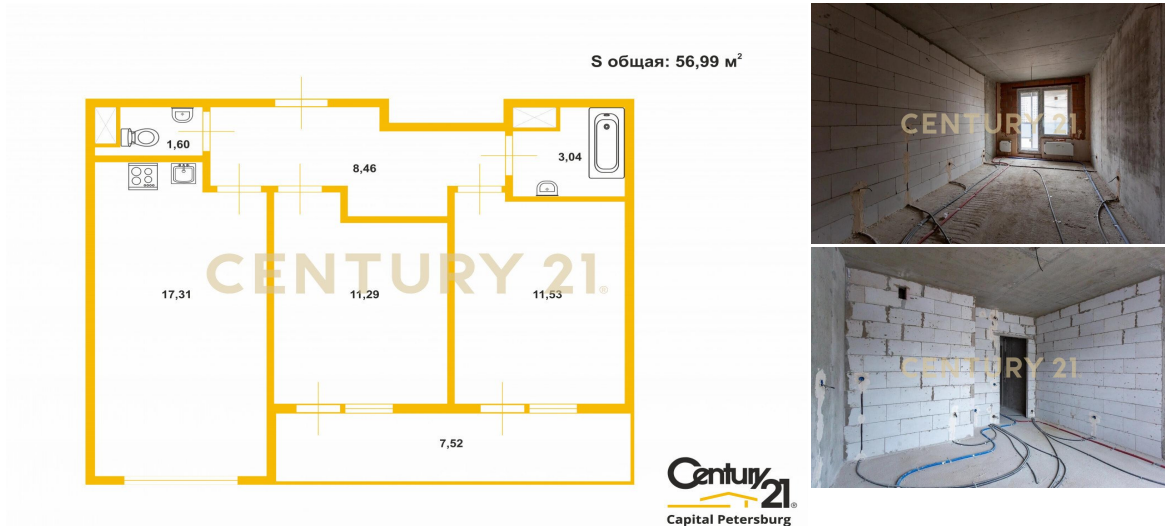 S общая: 56,99 м²
1,60
8,46
3,04
CENTURY 21®
17,31
11,29
11,53
7,52
Century 21®
Capital Petersburg
CENTURY 21
CENTURY 21